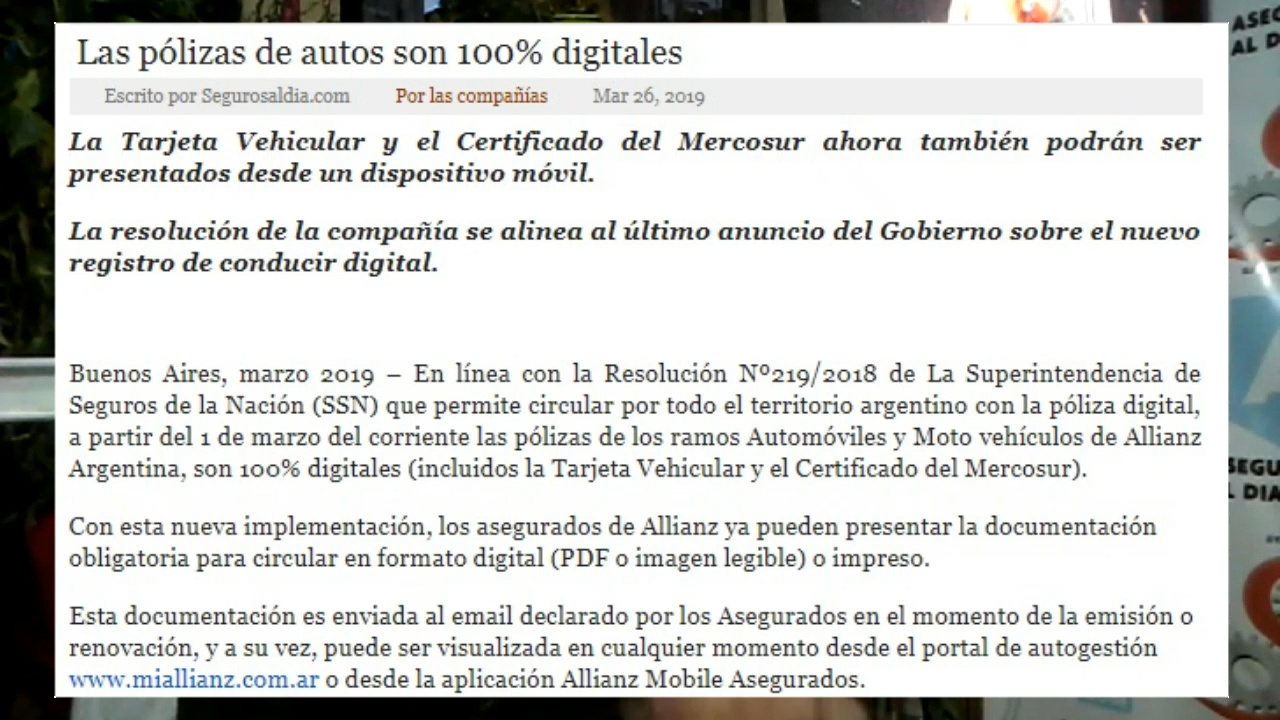 Las pólizas de autos son 100% digitales
Escrito por Segurosaldia.com Por las compañías Mar 26, 2019
La Tarjeta Vehicular y el Certificado del Mercosur ahora también podrán ser
presentados desde un dispositivo móvil.
La resolución de la compañía se alinea al último anuncio del Gobierno sobre el nuevo
registro de conducir digital.
Buenos Aires, marzo 2019 – En línea con la Resolución Nº219/2018 de La Superintendencia de
Seguros de la Nación (SSN) que permite circular por todo el territorio argentino con la póliza digital,
a partir del 1 de marzo del corriente las pólizas de los ramos Automóviles y Moto vehículos de Allianz
Argentina, son 100% digitales (incluidos la Tarjeta Vehicular y el Certificado del Mercosur).
Con esta nueva implementación, los asegurados de Allianz ya pueden presentar la documentación
obligatoria para circular en formato digital (PDF o imagen legible) o impreso.
Esta documentación es enviada al email declarado por los Asegurados en el momento de la emisión o
renovación, y a su vez, puede ser visualizada en cualquier momento desde el portal de autogestión
www.miallianz.com.ar o desde la aplicación Allianz Mobile Asegurados.
AL D
DIA